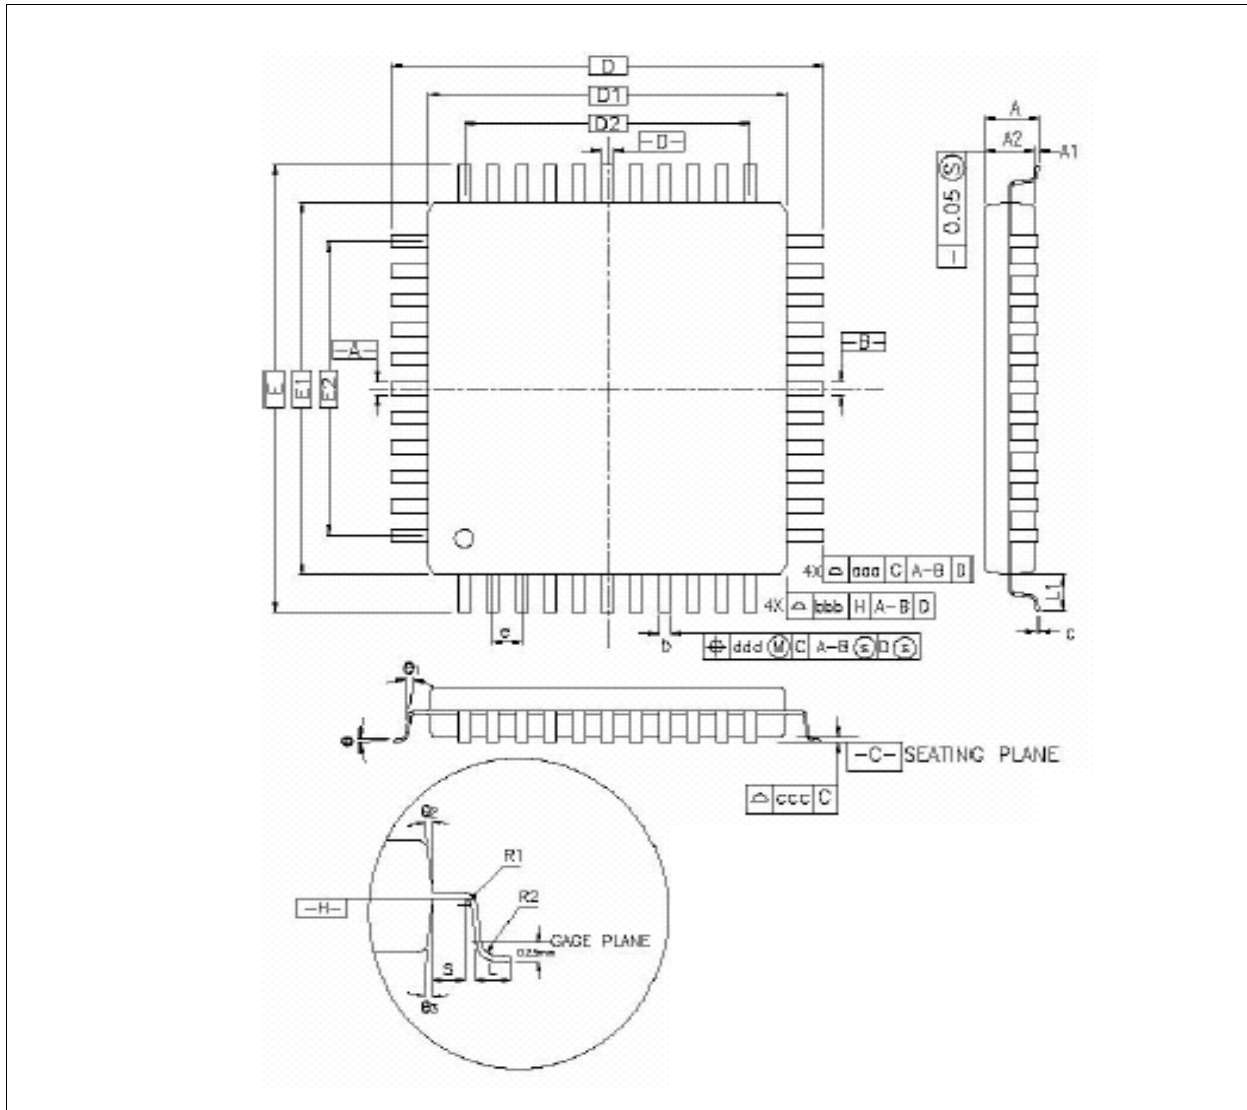 D
D1
D2
-D-
A
A2
A1
- 0.05 Ⓢ
-A-
-B-
E
E1
E2
4X ⌓ aaa C A-B D
4X ⌓ bbb H A-B D
L1
e
b
⌖ ddd Ⓜ C A-B Ⓢ D Ⓢ
c
θ1
θ
-C- SEATING PLANE
⌓ ccc C
θ2
R1
-H-
R2
GAGE PLANE
0.25mm
S
L
θ3